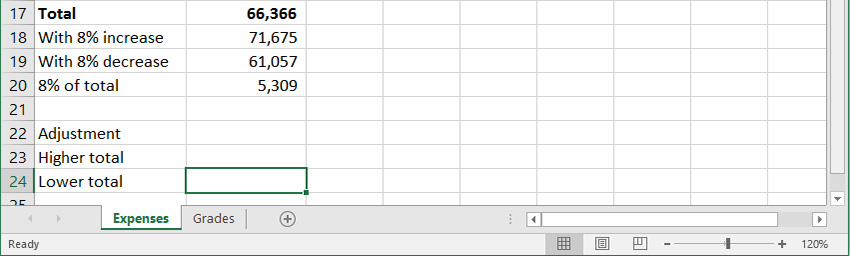 17 Total 66,366
18 With 8% increase 71,675
19 With 8% decrease 61,057
20 8% of total 5,309
21
22 Adjustment
23 Higher total
24 Lower total
25
Expenses Grades
Ready 120%